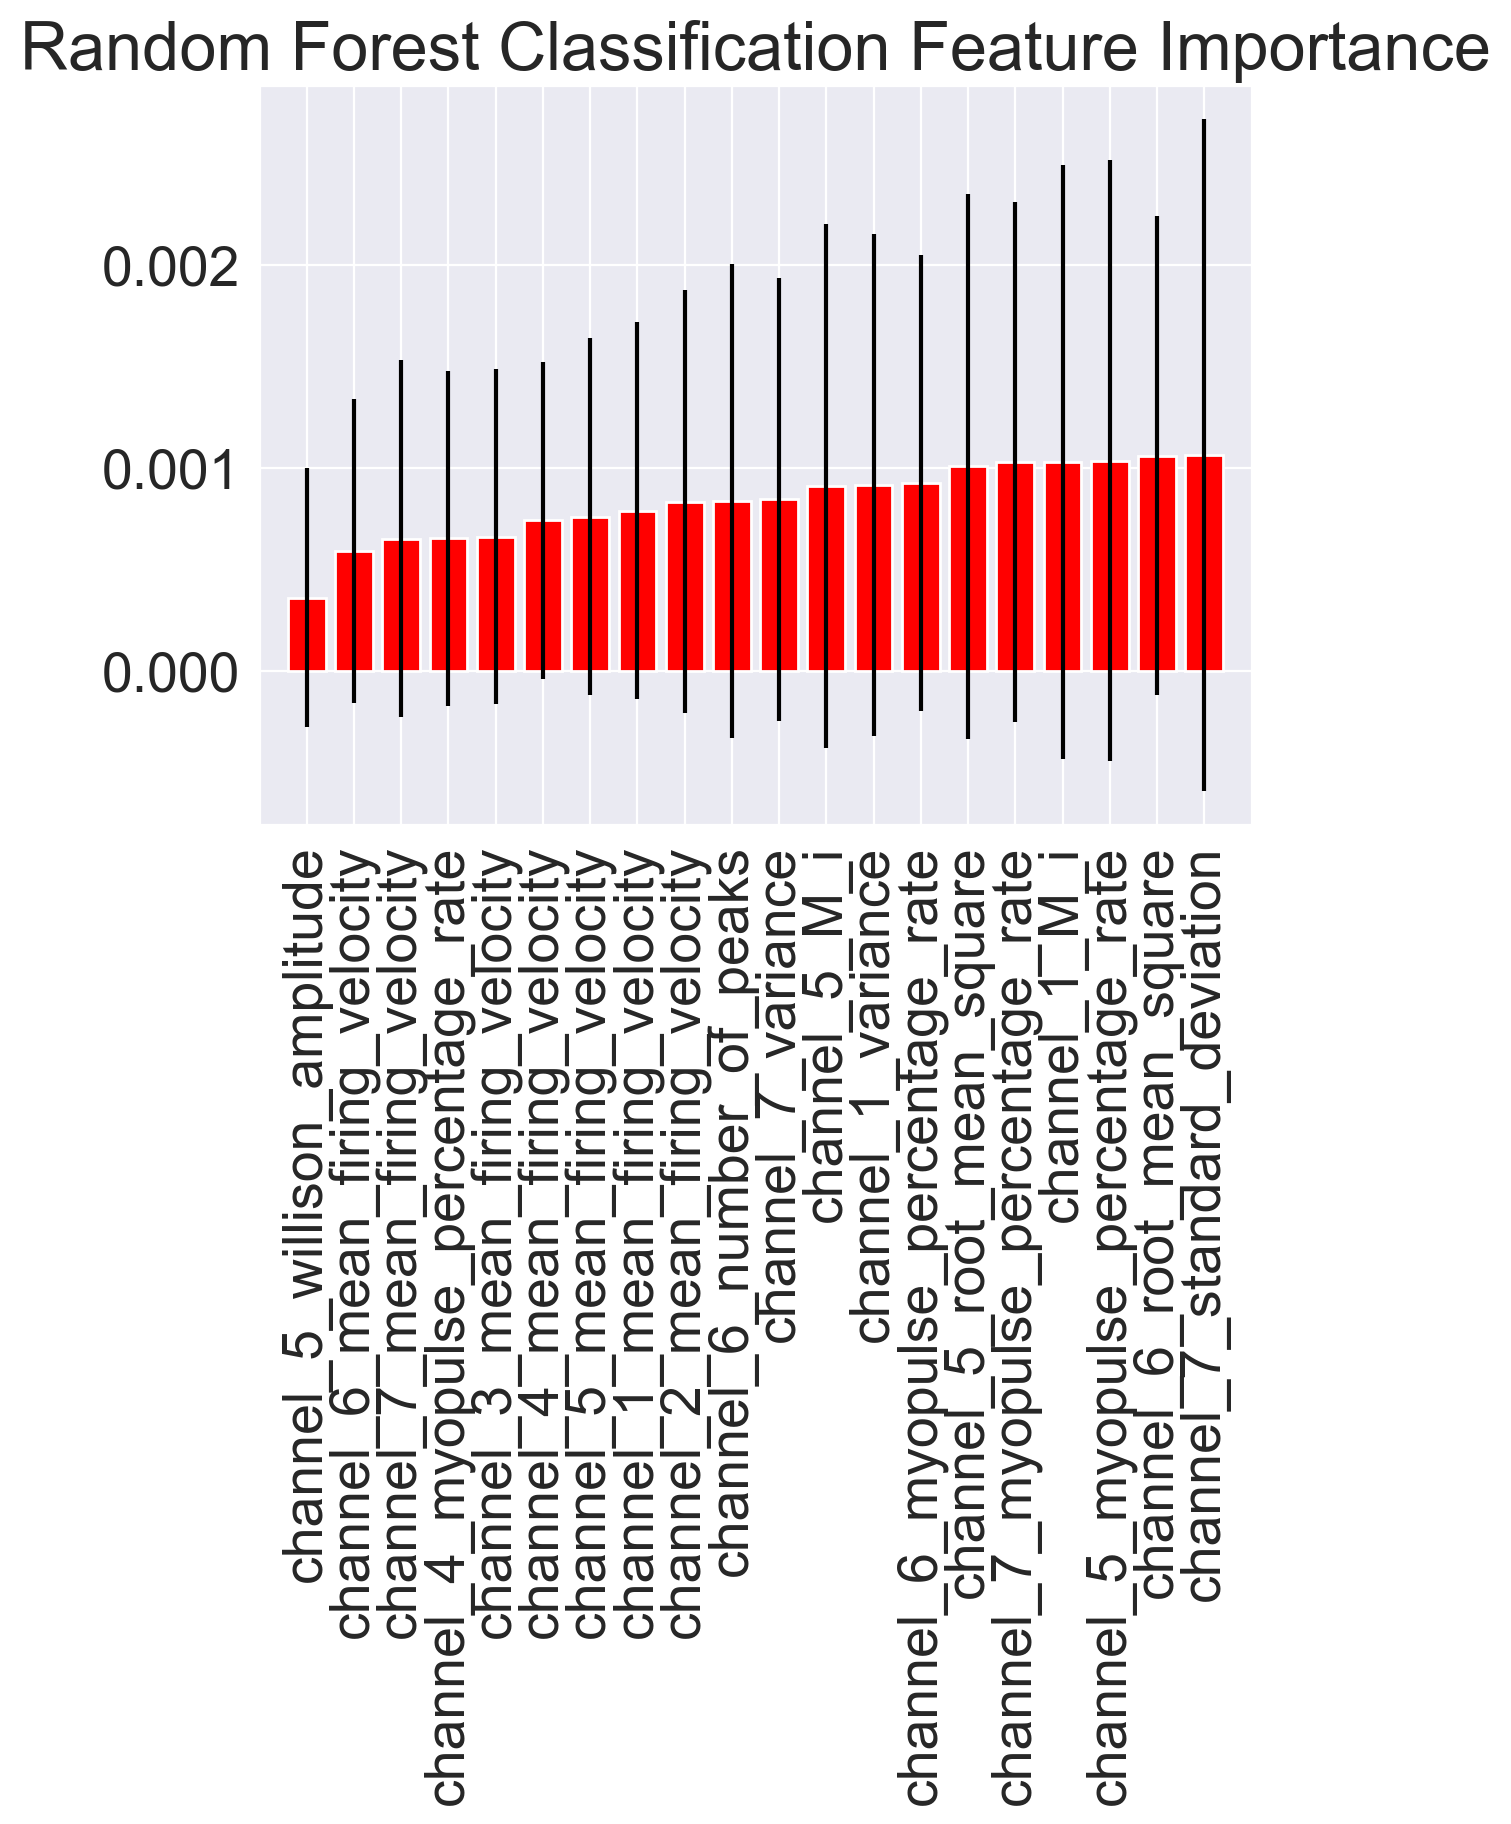 Random Forest Classification Feature Importance
0.002
0.001
0.000
channel_5_willison_amplitude
channel_6_mean_firing_velocity
channel_7_mean_firing_velocity
channel_4_myopulse_percentage_rate
channel_3_mean_firing_velocity
channel_4_mean_firing_velocity
channel_5_mean_firing_velocity
channel_1_mean_firing_velocity
channel_2_mean_firing_velocity
channel_6_number_of_peaks
channel_7_variance
channel_5_M_i
channel_1_variance
channel_6_myopulse_percentage_rate
channel_5_root_mean_square
channel_7_myopulse_percentage_rate
channel_1_M_i
channel_5_myopulse_percentage_rate
channel_6_root_mean_square
channel_7_standard_deviation